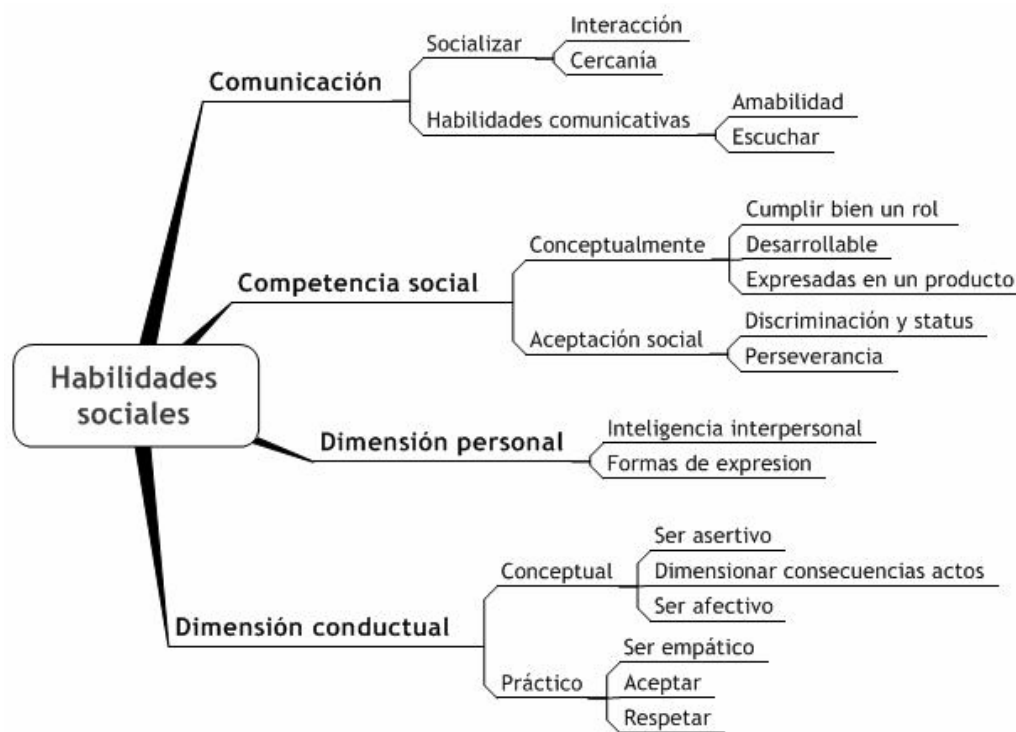 Habilidades
sociales
Comunicación
Socializar
Interacción
Cercanía
Habilidades comunicativas
Amabilidad
Escuchar
Competencia social
Conceptualmente
Cumplir bien un rol
Desarrollable
Expresadas en un producto
Aceptación social
Discriminación y status
Perseverancia
Dimensión personal
Inteligencia interpersonal
Formas de expresion
Dimensión conductual
Conceptual
Ser asertivo
Dimensionar consecuencias actos
Ser afectivo
Práctico
Ser empático
Aceptar
Respetar